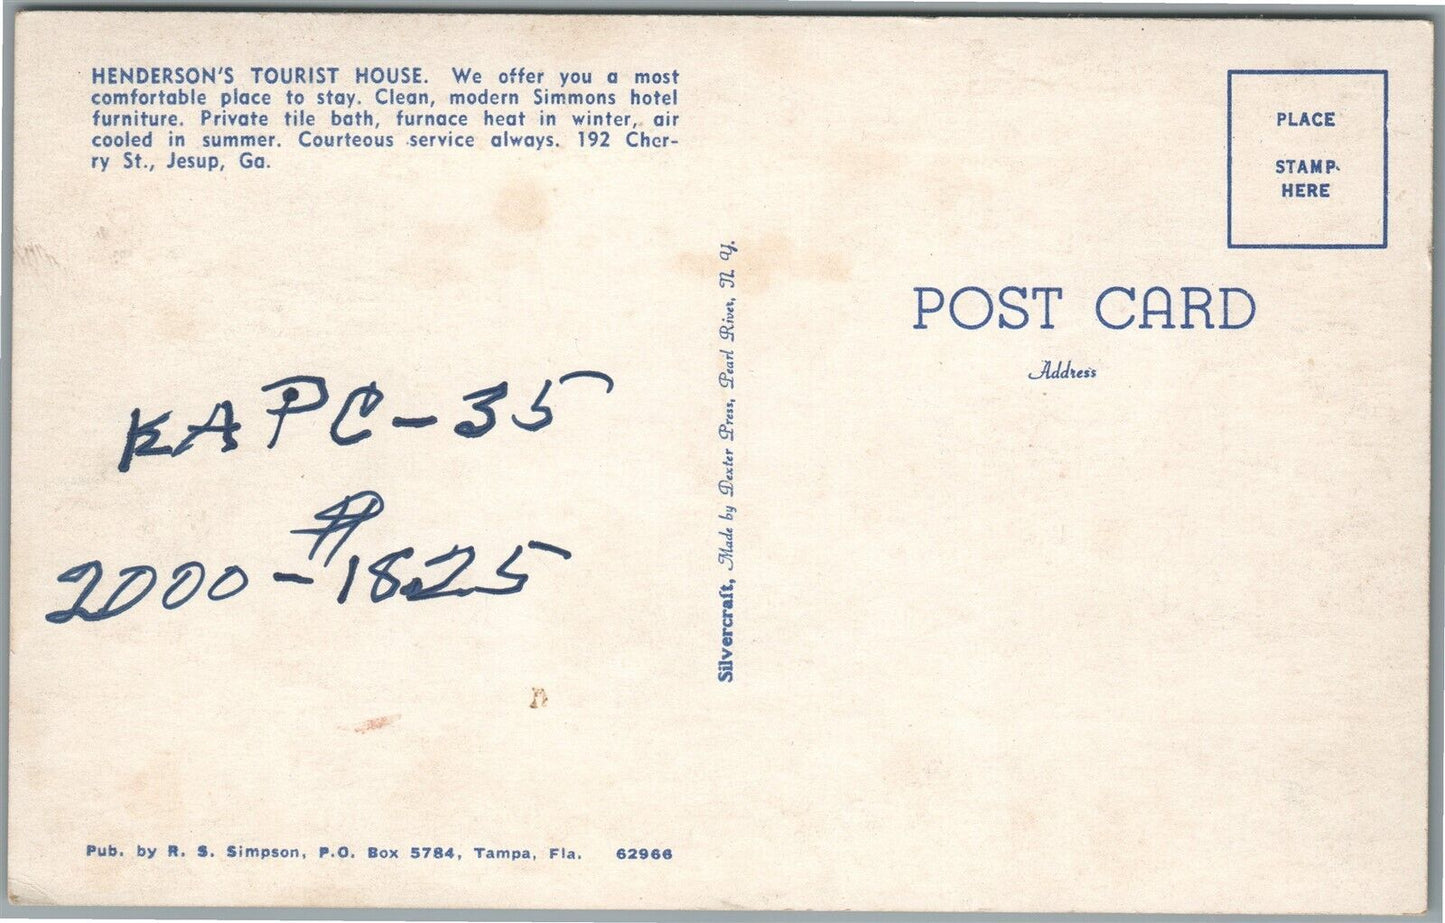 HENDERSON'S TOURIST HOUSE. We offer you a most
comfortable place to stay. Clean, modern Simmons hotel
furniture. Private tile bath, furnace heat in winter, air
cooled in summer. Courteous service always. 192 Cher-
ry St., Jesup, Ga.
KAPC-35
2000-$1825
Pub. by R. S. Simpson, P.O. Box 5784, Tampa, Fla. 62966
Silvercraft, Made by Dexter Press, Pearl River, N. Y.
PLACE
STAMP
HERE
POST CARD
Address